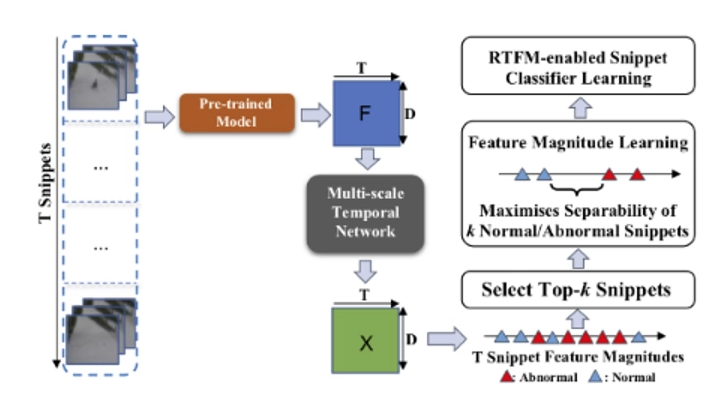 T Snippets
...
...
Pre-trained
Model
T
F
D
Multi-scale
Temporal
Network
T
X
D
RTFM-enabled Snippet
Classifier Learning
Feature Magnitude Learning
Maximises Separability of
k Normal/Abnormal Snippets
Select Top-k Snippets
T Snippet Feature Magnitudes
: Abnormal : Normal